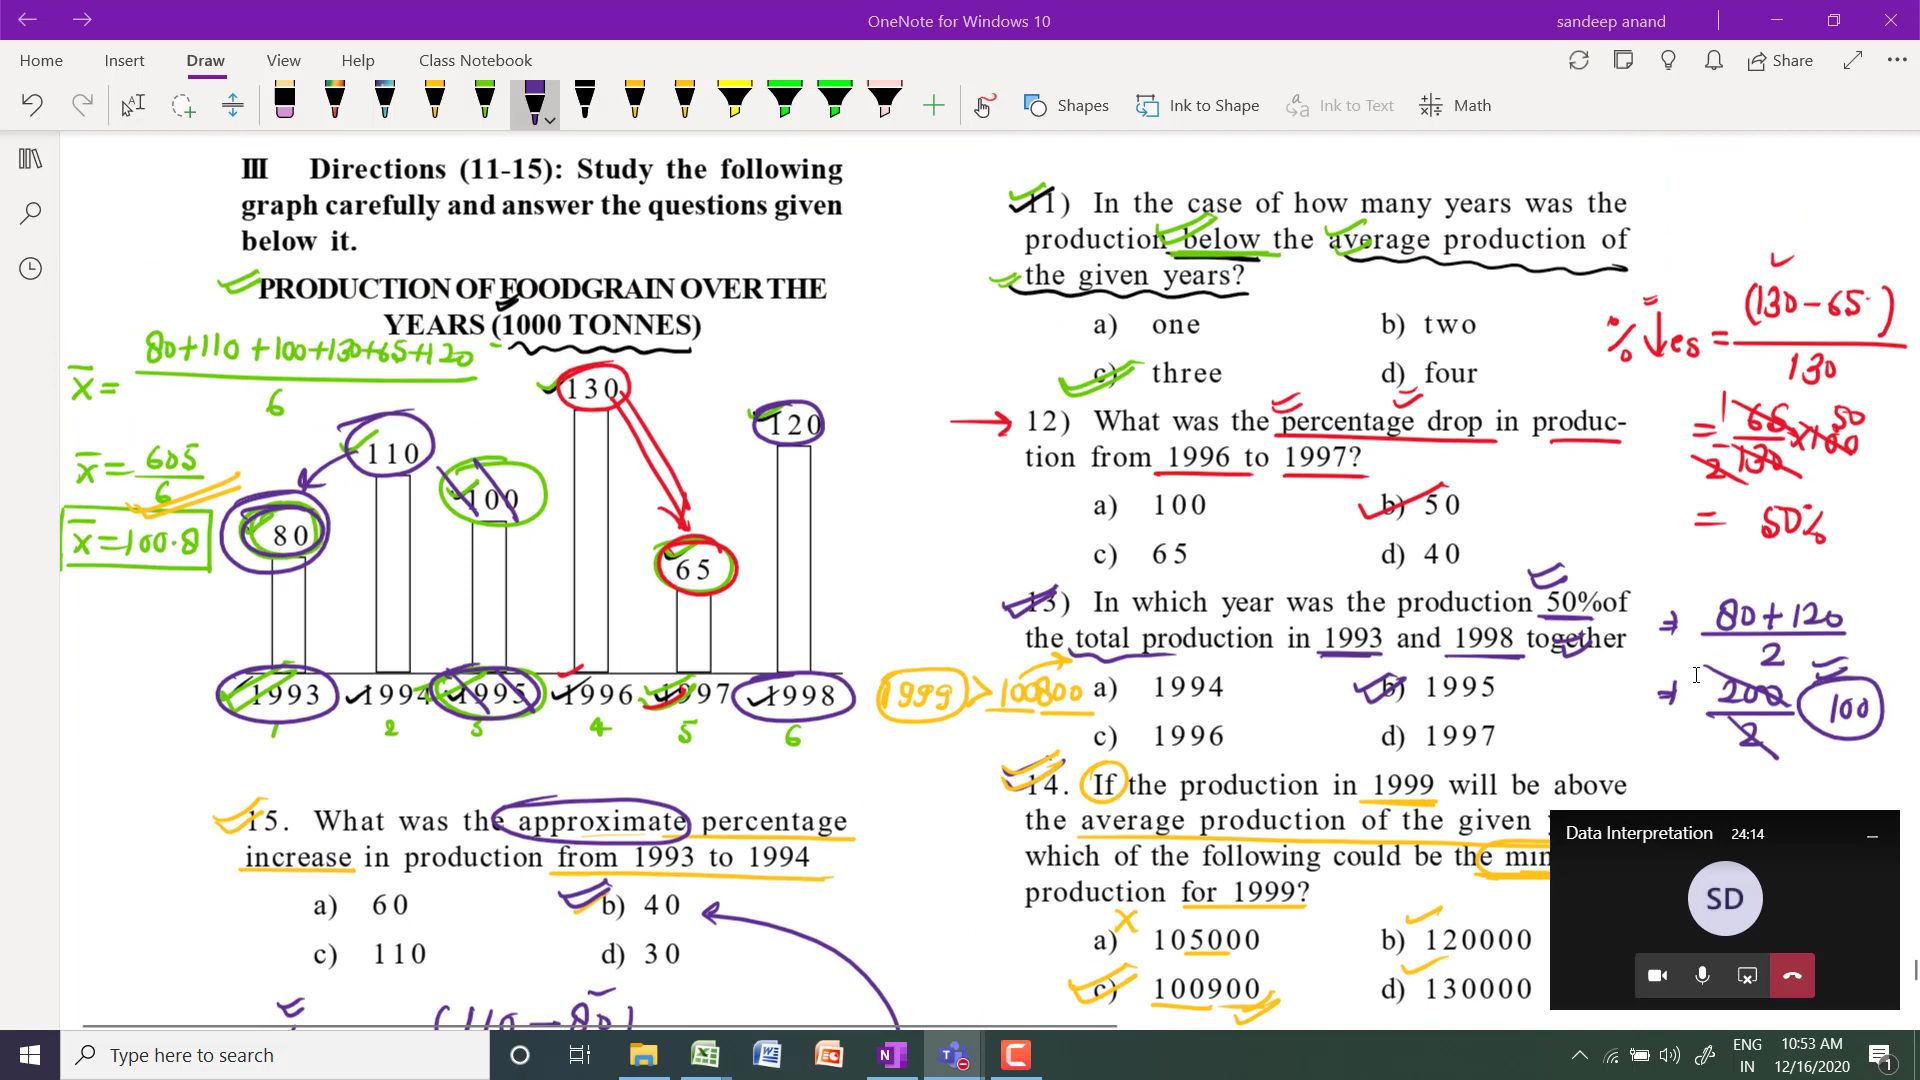 OneNote for Windows 10
sandeep anand
Home Insert Draw View Help Class Notebook
Share
Shapes Ink to Shape Ink to Text Math
III Directions (11-15): Study the following
graph carefully and answer the questions given
below it.
PRODUCTION OF FOODGRAIN OVER THE
YEARS (1000 TONNES)
x̄ = 80+110+100+130+65+120
6
x̄ = 605
6
x̄=100.8
80
110
100
130
65
120
1993 1994 1995 1996 1997 1998
1 2 3 4 5 6
1999 > 100800
15. What was the approximate percentage
increase in production from 1993 to 1994
a) 60 b) 40
c) 110 d) 30
(110-80)
11) In the case of how many years was the
production below the average production of
the given years?
a) one b) two
c) three d) four
12) What was the percentage drop in produc-
tion from 1996 to 1997?
a) 100 b) 50
c) 65 d) 40
13) In which year was the production 50%of
the total production in 1993 and 1998 together
a) 1994 b) 1995
c) 1996 d) 1997
14. If the production in 1999 will be above
the average production of the given
which of the following could be the min
production for 1999?
a) 105000 b) 120000
c) 100900 d) 130000
% ↓es = (130-65)
130
= 1 65 50
2 130 x100
= 50%
⇒ 80+120
2
⇒ 200 100
2
Data Interpretation 24:14
SD
Type here to search
ENG
IN
10:53 AM
12/16/2020
1